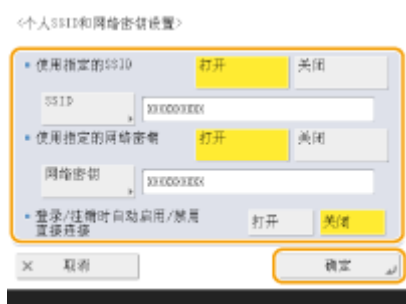 <个人SSID和网络密钥设置>
• 使用指定的SSID 打开 关闭
SSID XXXXXXXXX
• 使用指定的网络密钥 打开 关闭
网络密钥 XXXXXXXXX
• 登录/注销时自动启用/禁用 打开 关闭
直接连接
× 取消 确定